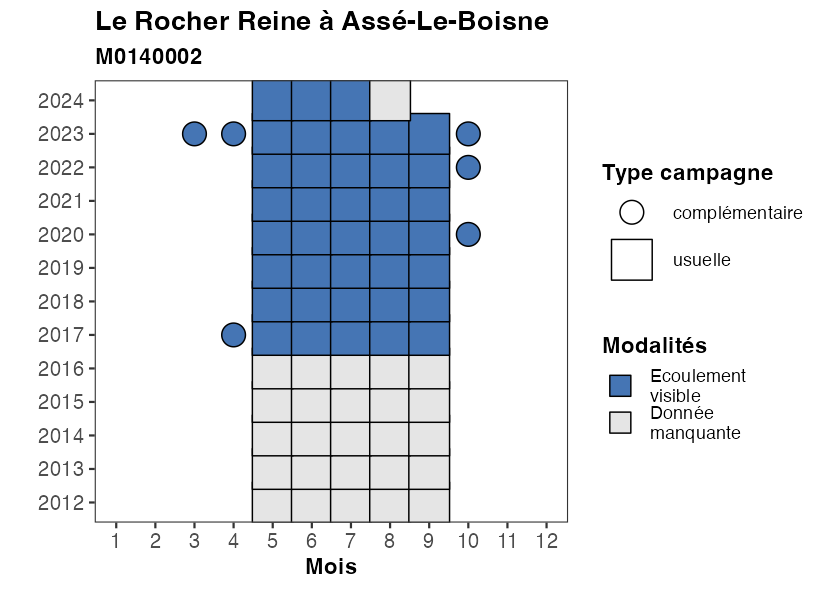 Le Rocher Reine à Assé-Le-Boisne
M0140002
2024
2023
2022
2021
2020
2019
2018
2017
2016
2015
2014
2013
2012
1 2 3 4 5 6 7 8 9 10 11 12
Mois
Type campagne
complémentaire
usuelle
Modalités
Ecoulement
visible
Donnée
manquante